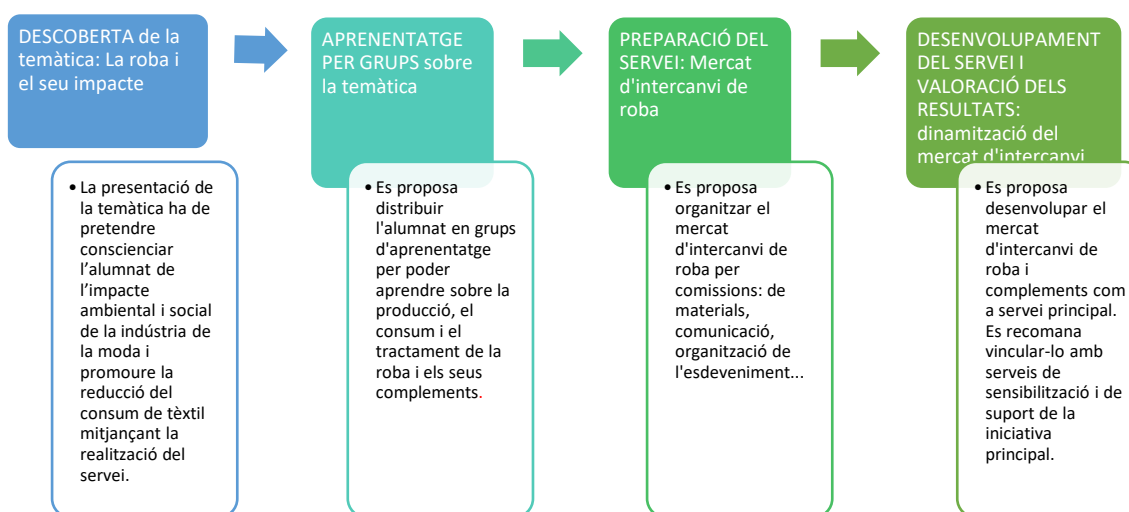 DESCOBERTA de la
temàtica: La roba i
el seu impacte
• La presentació de
la temàtica ha de
pretendre
conscienciar
l’alumnat de
l’impacte
ambiental i social
de la indústria de
la moda i
promoure la
reducció del
consum de tèxtil
mitjançant la
realització del
servei.
APRENENTATGE
PER GRUPS sobre
la temàtica
• Es proposa
distribuir
l'alumnat en grups
d'aprenentatge
per poder
aprendre sobre la
producció, el
consum i el
tractament de la
roba i els seus
complements.
PREPARACIÓ DEL
SERVEI: Mercat
d'intercanvi de
roba
• Es proposa
organitzar el
mercat
d'intercanvi de
roba per
comissions: de
materials,
comunicació,
organització de
l'esdeveniment...
DESENVOLUPAMENT
DEL SERVEI I
VALORACIÓ DELS
RESULTATS:
dinamització del
mercat d'intercanvi
• Es proposa
desenvolupar el
mercat
d'intercanvi de
roba i
complements com
a servei principal.
Es recomana
vincular-lo amb
serveis de
sensibilització i de
suport de la
iniciativa
principal.